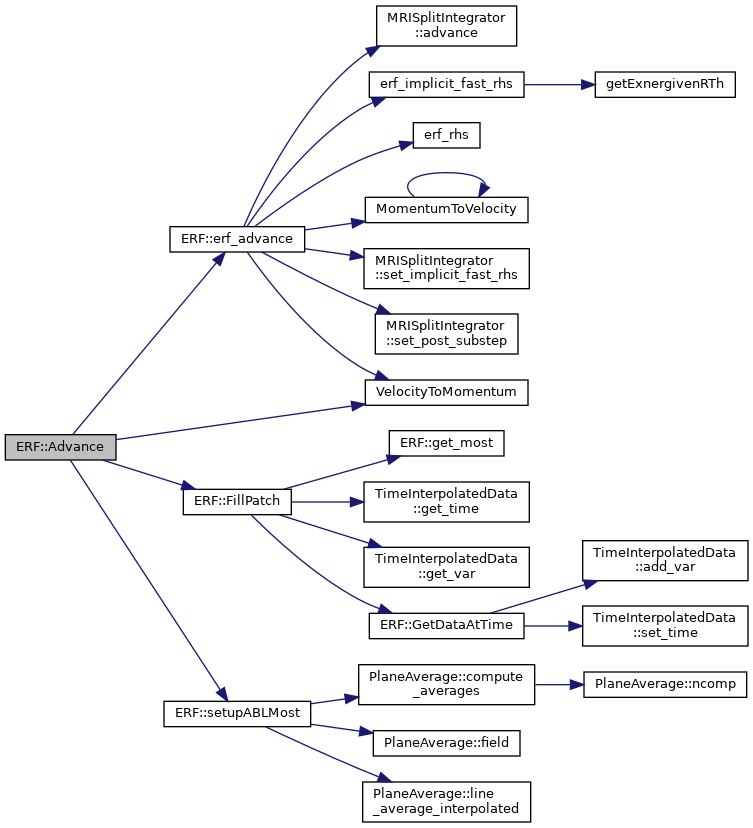 MRISplitIntegrator
::advance
erf_implicit_fast_rhs
getExnergivenRTh
erf_rhs
MomentumToVelocity
ERF::erf_advance
MRISplitIntegrator
::set_implicit_fast_rhs
MRISplitIntegrator
::set_post_substep
VelocityToMomentum
ERF::Advance
ERF::get_most
ERF::FillPatch
TimeInterpolatedData
::get_time
TimeInterpolatedData
::get_var
TimeInterpolatedData
::add_var
ERF::GetDataAtTime
TimeInterpolatedData
::set_time
PlaneAverage::compute
_averages
PlaneAverage::ncomp
ERF::setupABLMost
PlaneAverage::field
PlaneAverage::line
_average_interpolated